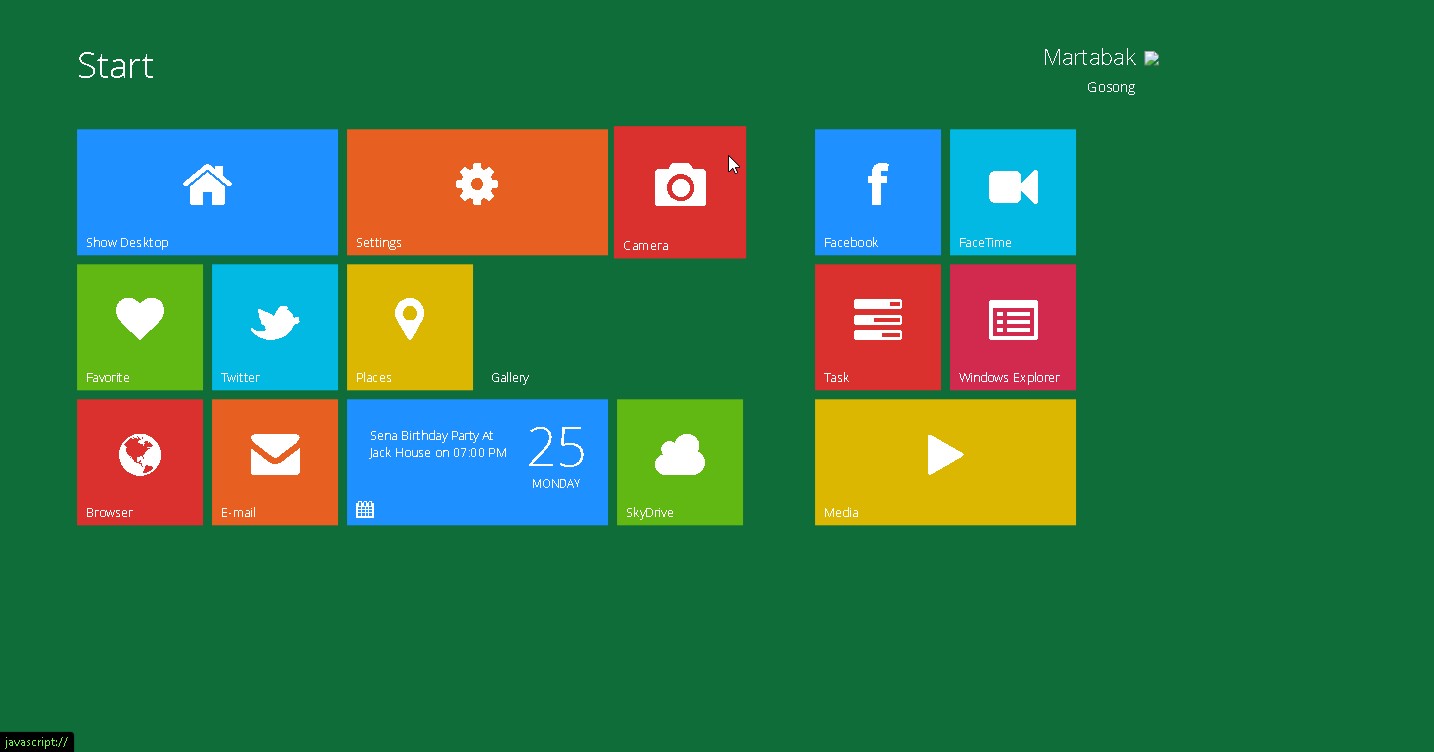 Start
Martabak
Gosong
Show Desktop
Settings
Camera
Facebook
FaceTime
Favorite
Twitter
Places
Gallery
Task
Windows Explorer
Browser
E-mail
Sena Birthday Party At
Jack House on 07:00 PM
25
MONDAY
SkyDrive
Media
javascript://